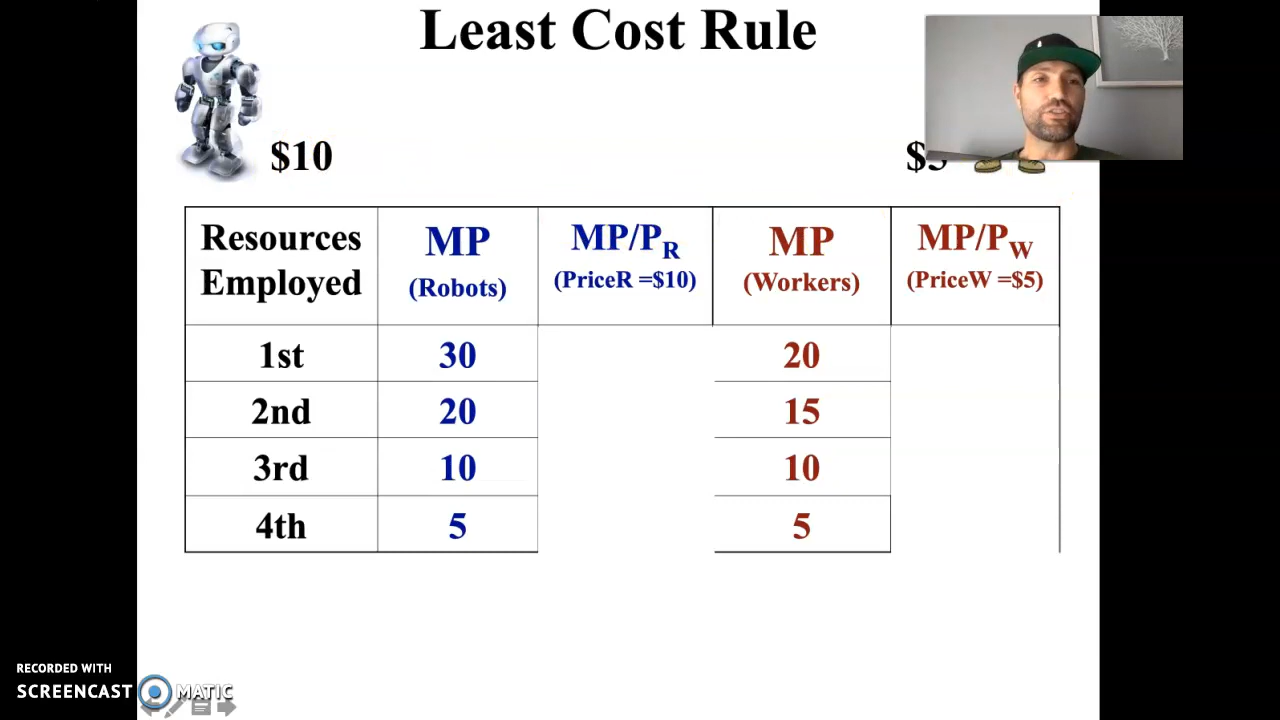 Least Cost Rule
$10
Resources Employed
MP
(Robots)
MP/PR
(PriceR =$10)
MP
(Workers)
MP/PW
(PriceW =$5)
1st 30 20
2nd 20 15
3rd 10 10
4th 5 5
RECORDED WITH
SCREENCAST MATIC